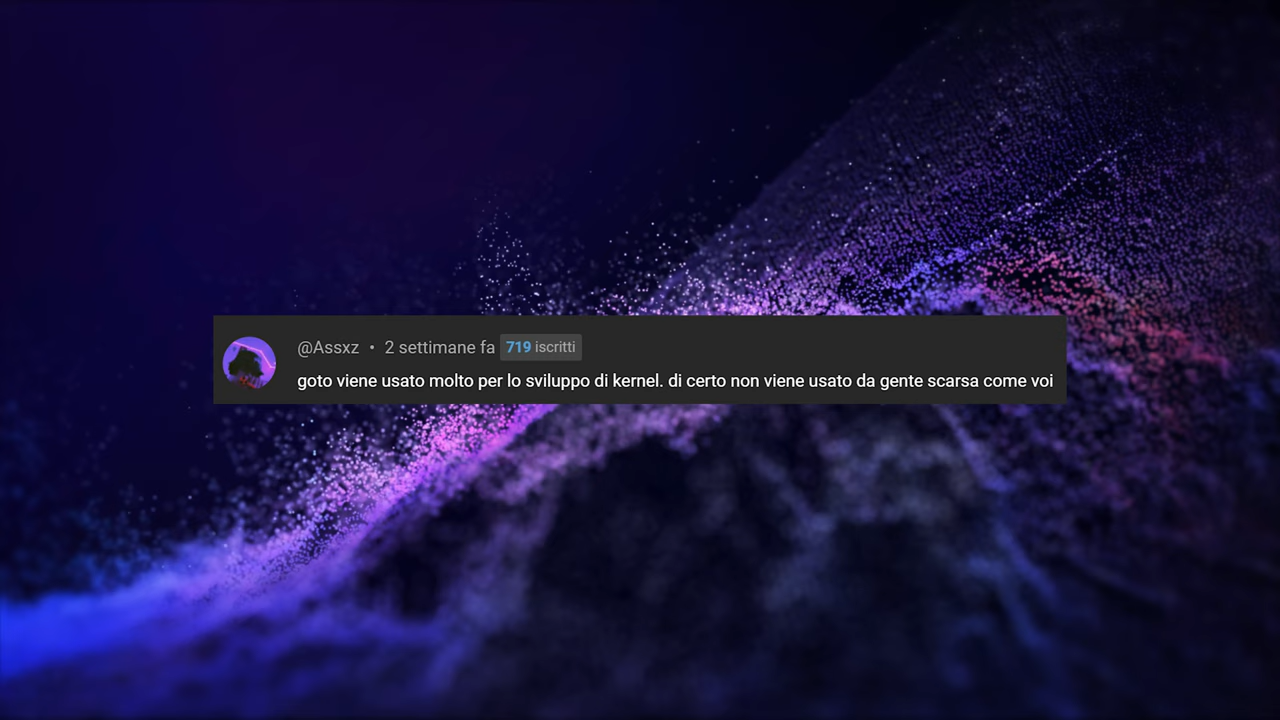 @Assxz • 2 settimane fa 719 iscritti
goto viene usato molto per lo sviluppo di kernel. di certo non viene usato da gente scarsa come voi